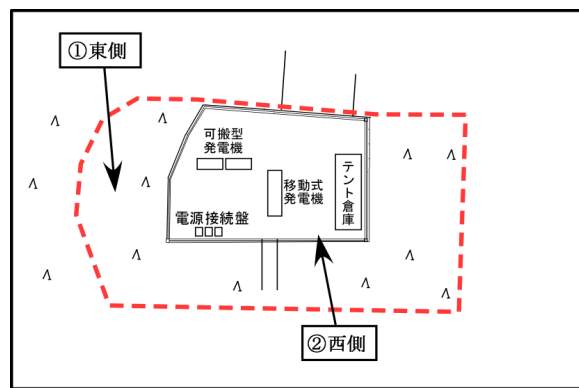 ①東側
可搬型
発電機
移動式
発電機
テント倉庫
電源接続盤
②西側